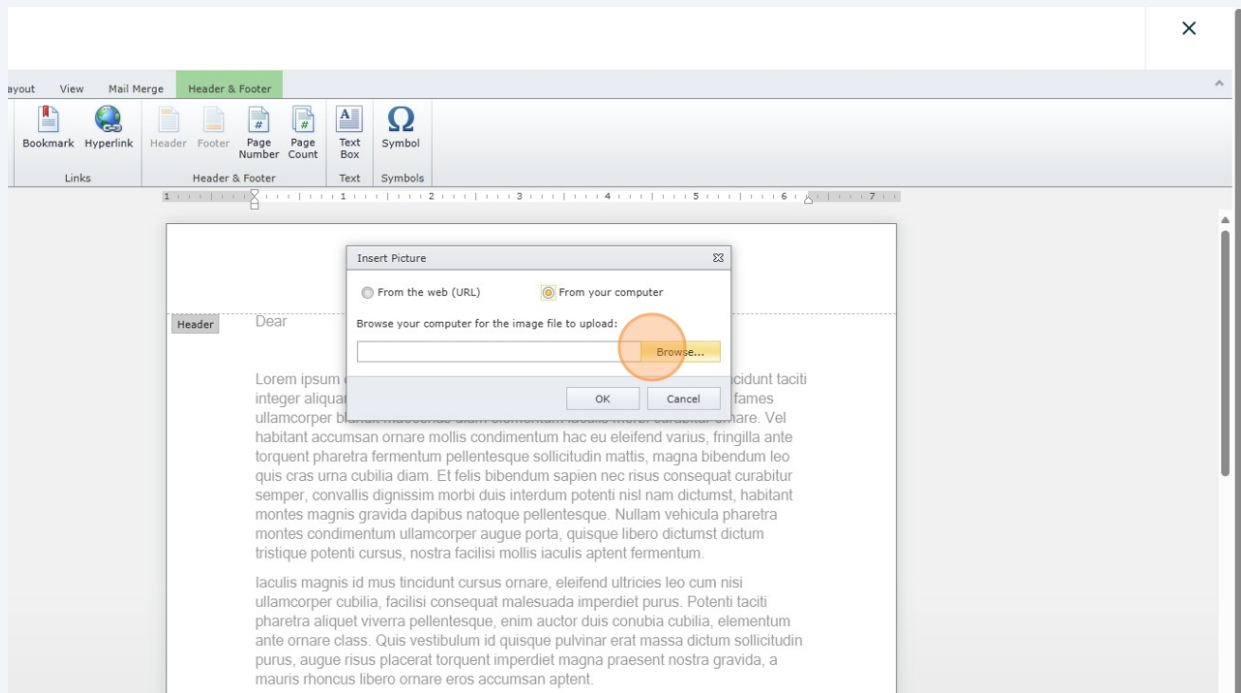 ayout View Mail Merge Header & Footer
Bookmark Hyperlink Header Footer Page Number Page Count Text Box Symbol
Links Header & Footer Text Symbols
1 1 2 3 4 5 6 7
Insert Picture
From the web (URL) From your computer
Header Dear
Browse your computer for the image file to upload:
Browse...
OK Cancel
Lorem ipsum cidunt taciti
integer aliquar fames
ullamcorper nare. Vel
habitant accumsan ornare mollis condimentum hac eu eleifend varius, fringilla ante
torquent pharetra fermentum pellentesque sollicitudin mattis, magna bibendum leo
quis cras urna cubilia diam. Et felis bibendum sapien nec risus consequat curabitur
semper, convallis dignissim morbi duis interdum potenti nisl nam dictumst, habitant
montes magnis gravida dapibus natoque pellentesque. Nullam vehicula pharetra
montes condimentum ullamcorper augue porta, quisque libero dictumst dictum
tristique potenti cursus, nostra facilisi mollis iaculis aptent fermentum.
Iaculis magnis id mus tincidunt cursus ornare, eleifend ultricies leo cum nisi
ullamcorper cubilia, facilisi consequat malesuada imperdiet purus. Potenti taciti
pharetra aliquet viverra pellentesque, enim auctor duis conubia cubilia, elementum
ante ornare class. Quis vestibulum id quisque pulvinar erat massa dictum sollicitudin
purus, augue risus placerat torquent imperdiet magna praesent nostra gravida, a
mauris rhoncus libero ornare eros accumsan aptent.